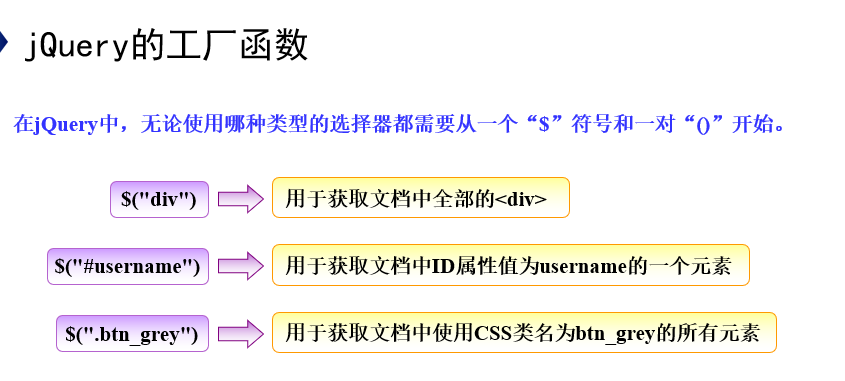 jQuery的工厂函数
在jQuery中，无论使用哪种类型的选择器都需要从一个“$”符号和一对“()”开始。
$("div") 用于获取文档中全部的<div>
$("#username") 用于获取文档中ID属性值为username的一个元素
$(".btn_grey") 用于获取文档中使用CSS类名为btn_grey的所有元素